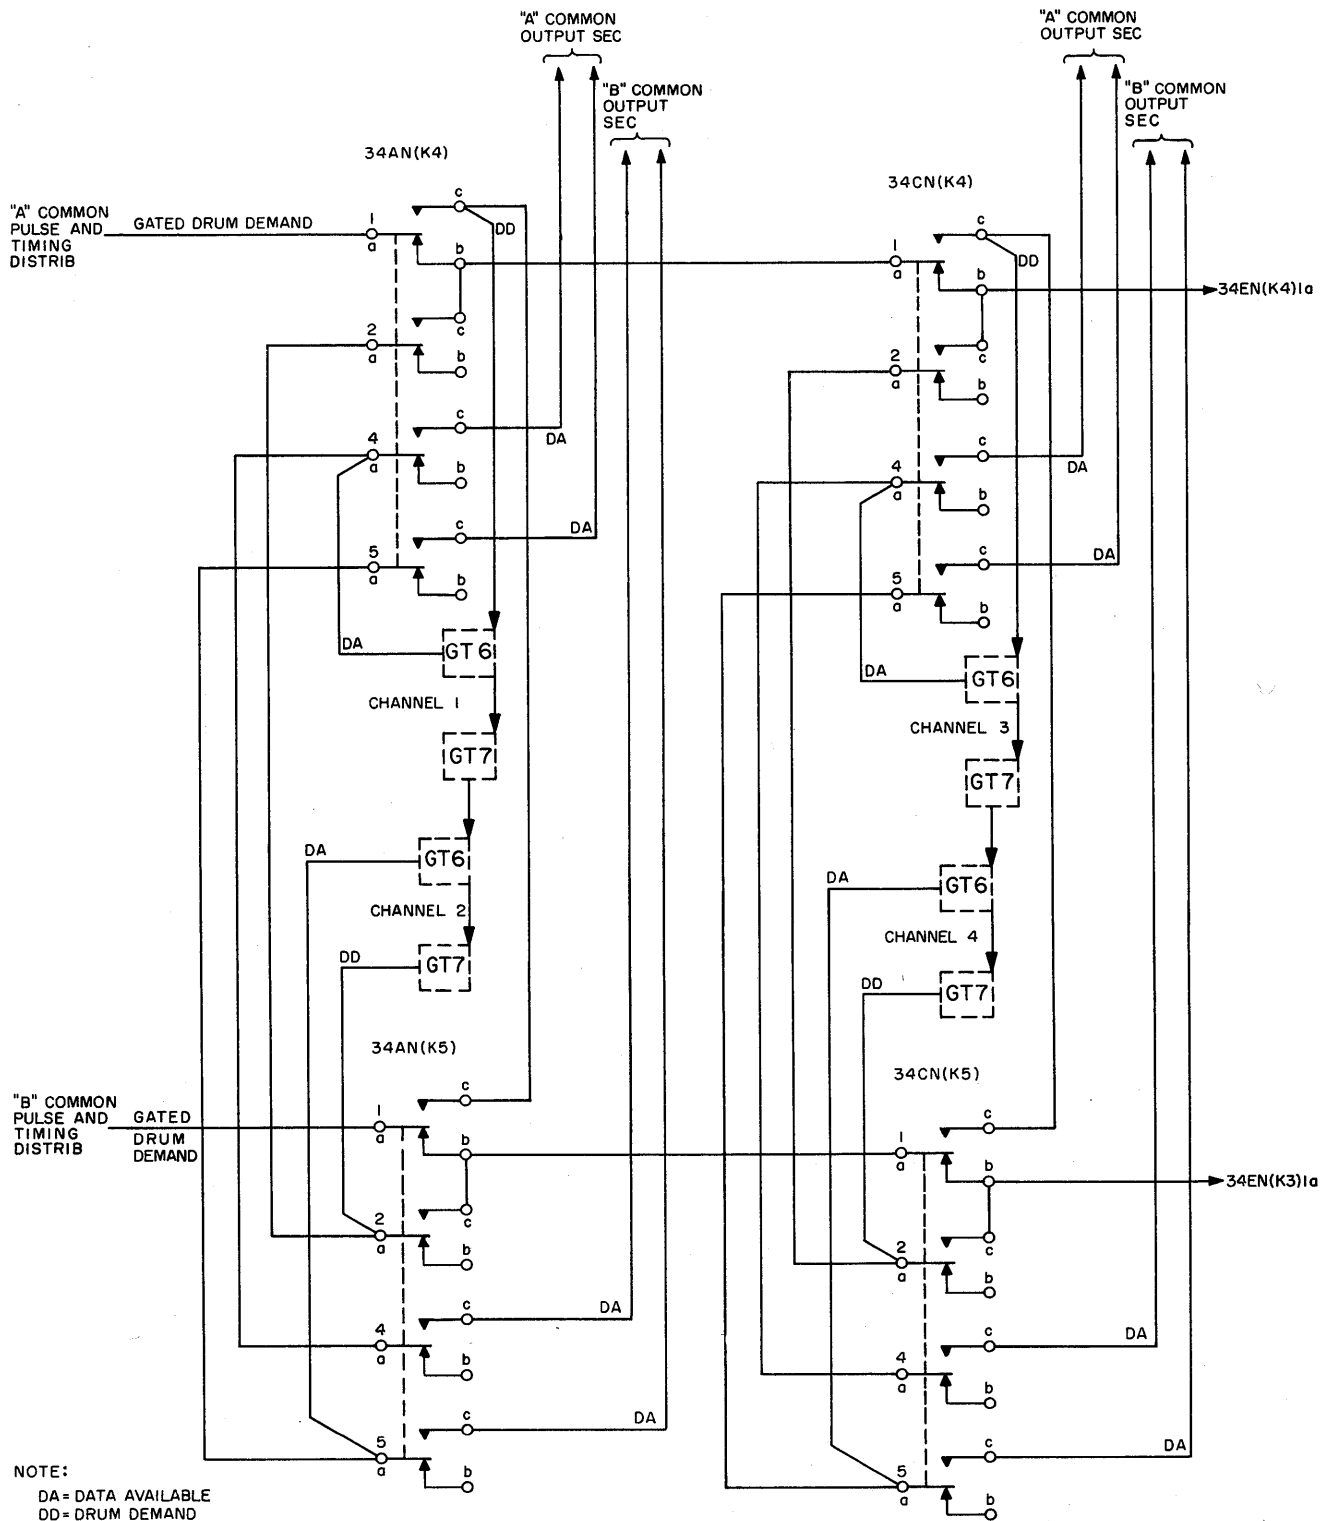 "A" COMMON
OUTPUT SEC
"B" COMMON
OUTPUT
SEC
"A" COMMON
OUTPUT SEC
"B" COMMON
OUTPUT
SEC
34AN(K4)
"A" COMMON
PULSE AND
TIMING
DISTRIB
GATED DRUM DEMAND
1
a
c
DD
b
c
2
a
b
c
DA
4
a
b
c
DA
5
a
b
DA
GT6
CHANNEL 1
GT7
DA
GT6
CHANNEL 2
DD
GT7
34CN(K4)
1
a
c
DD
b
34EN(K4)1a
c
2
a
b
c
DA
4
a
b
c
DA
5
a
b
DA
GT6
CHANNEL 3
GT7
DA
GT6
CHANNEL 4
DD
GT7
34AN(K5)
"B" COMMON
PULSE AND
TIMING
DISTRIB
GATED
DRUM
DEMAND
1
a
c
b
c
2
a
b
c
DA
4
a
b
c
DA
5
a
b
34CN(K5)
1
a
c
b
34EN(K3)1a
c
2
a
b
c
DA
4
a
b
c
DA
5
a
b
NOTE:
DA=DATA AVAILABLE
DD=DRUM DEMAND